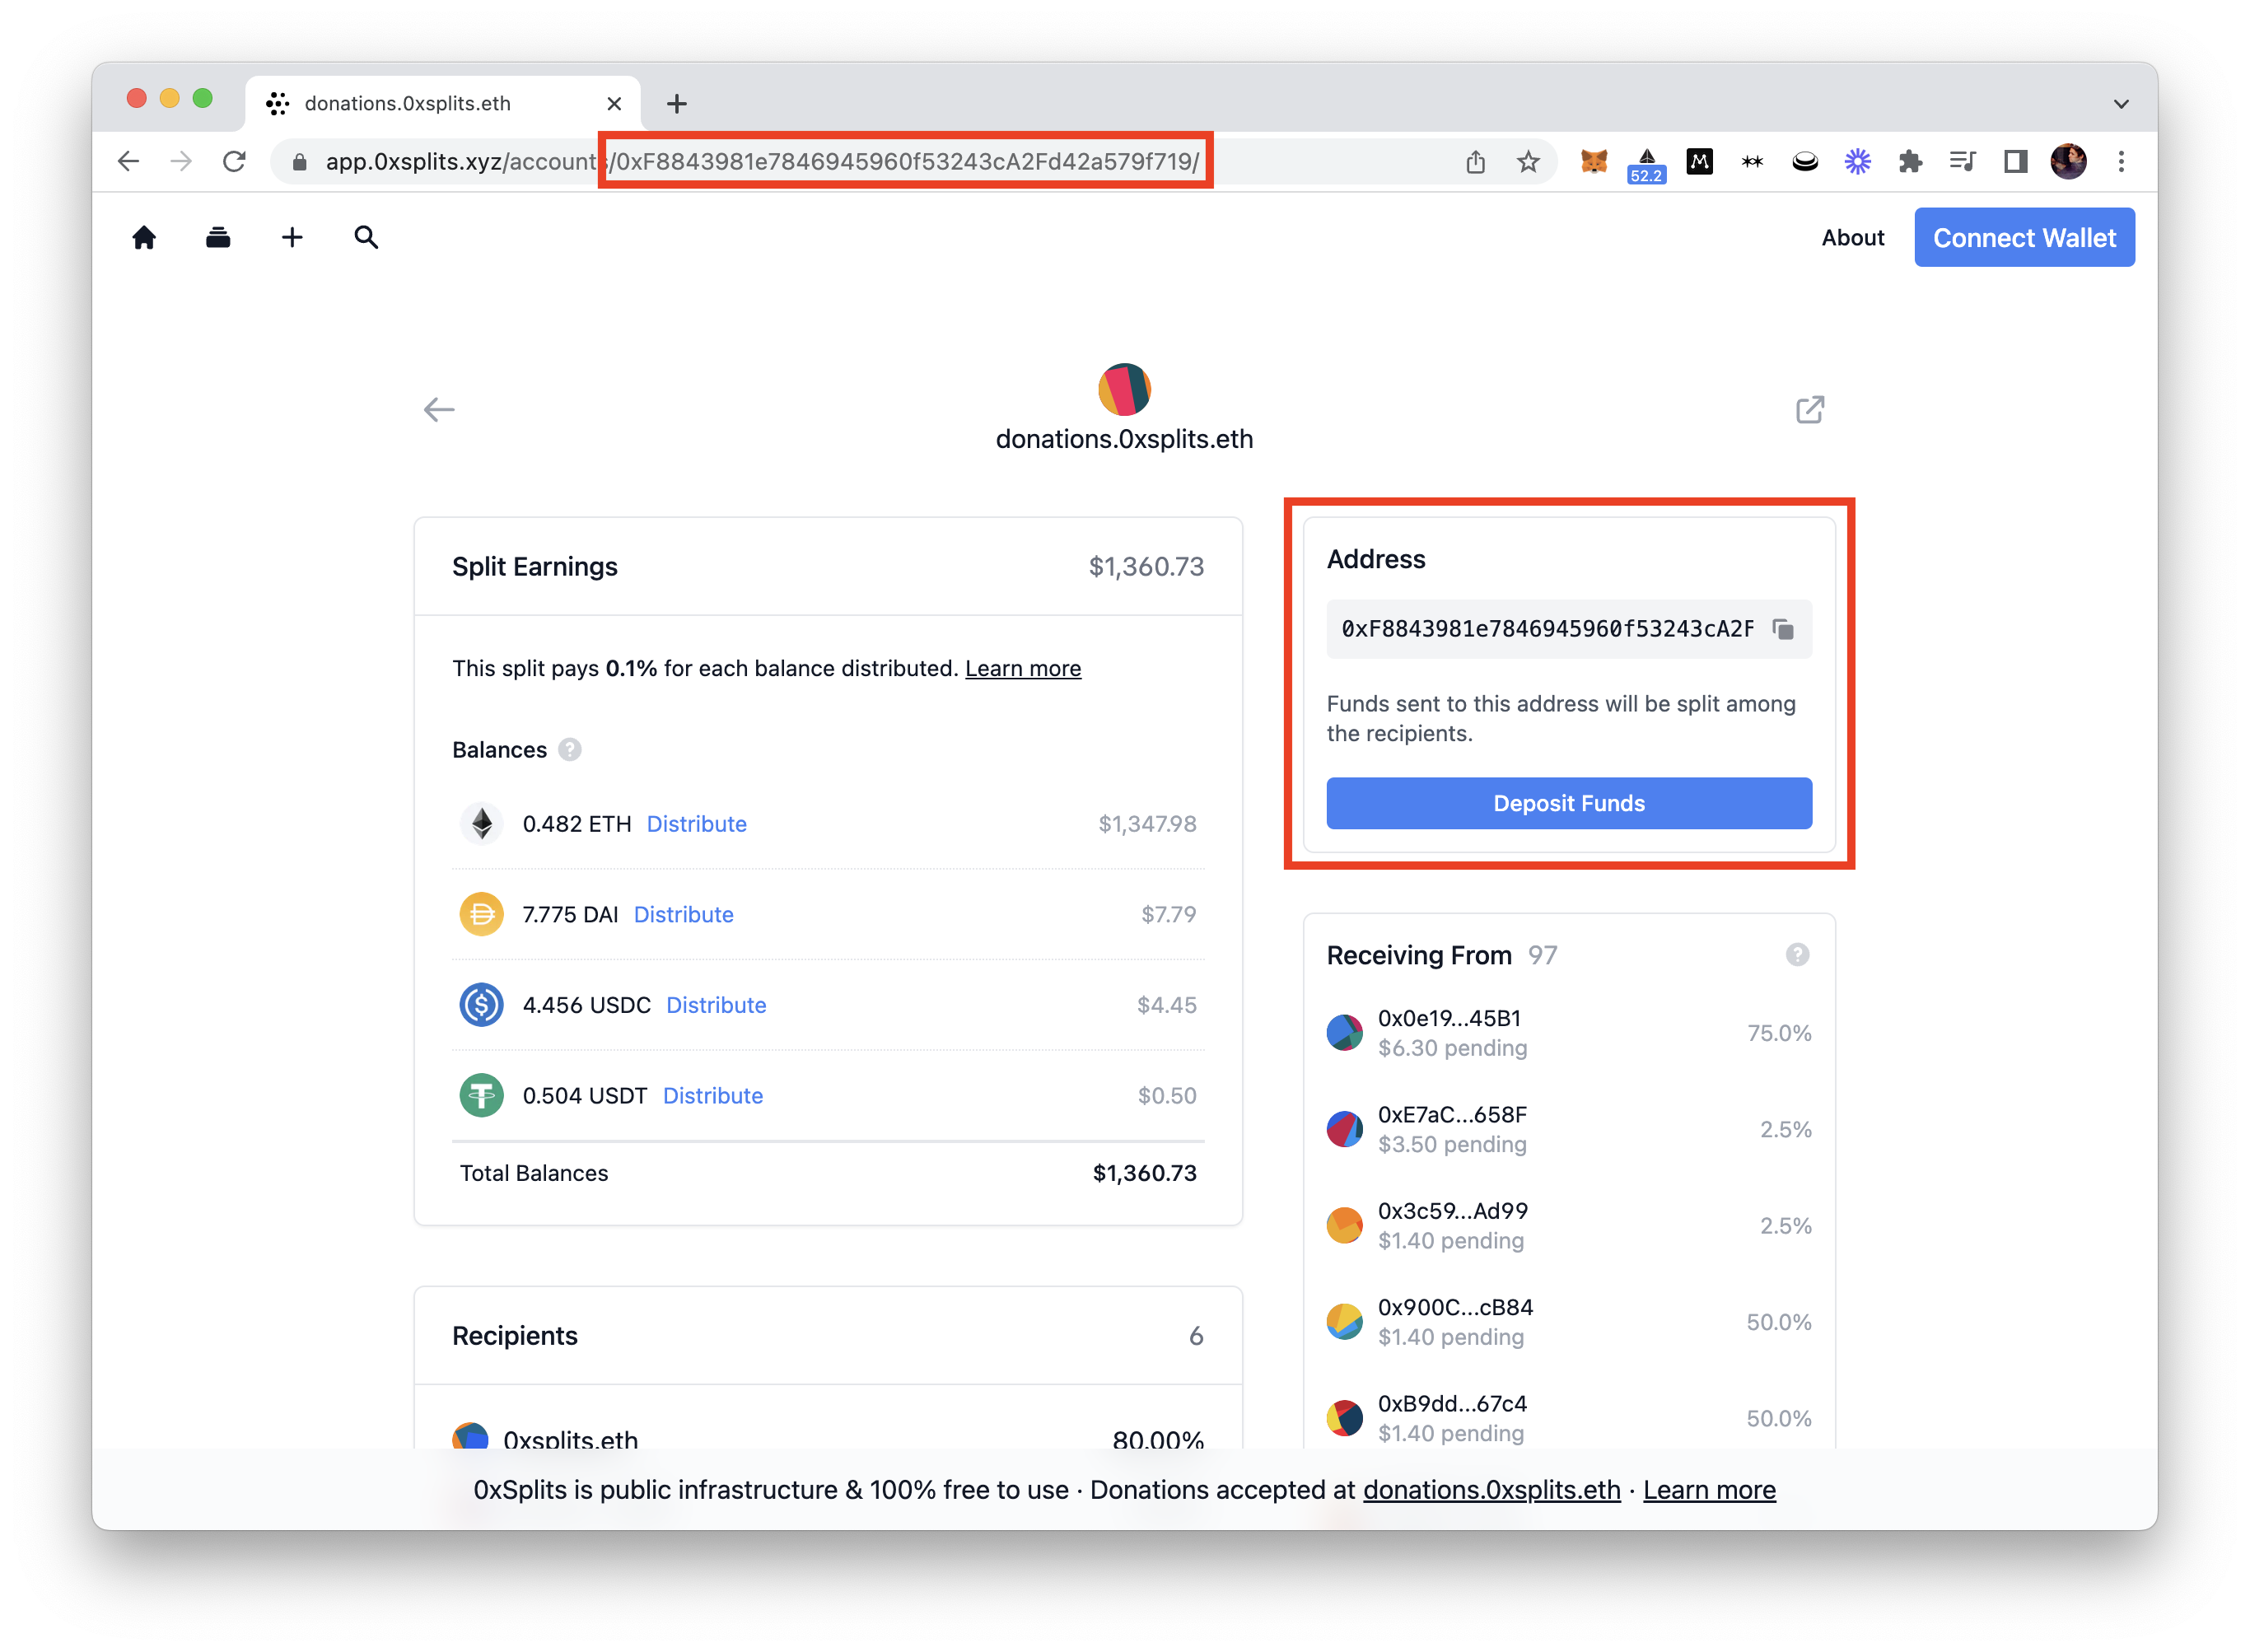 donations.0xsplits.eth
app.0xsplits.xyz/accounts/0xF8843981e7846945960f53243cA2Fd42a579f719/
52.2
About
Connect Wallet
donations.0xsplits.eth
Split Earnings $1,360.73
This split pays 0.1% for each balance distributed. Learn more
Balances ?
0.482 ETH Distribute $1,347.98
7.775 DAI Distribute $7.79
4.456 USDC Distribute $4.45
0.504 USDT Distribute $0.50
Total Balances $1,360.73
Recipients 6
0xsplits.eth 80.00%
Address
0xF8843981e7846945960f53243cA2F
Funds sent to this address will be split among
the recipients.
Deposit Funds
Receiving From 97 ?
0x0e19...45B1
$6.30 pending
75.0%
0xE7aC...658F
$3.50 pending
2.5%
0x3c59...Ad99
$1.40 pending
2.5%
0x900C...cB84
$1.40 pending
50.0%
0xB9dd...67c4
$1.40 pending
50.0%
0xSplits is public infrastructure & 100% free to use · Donations accepted at donations.0xsplits.eth · Learn more